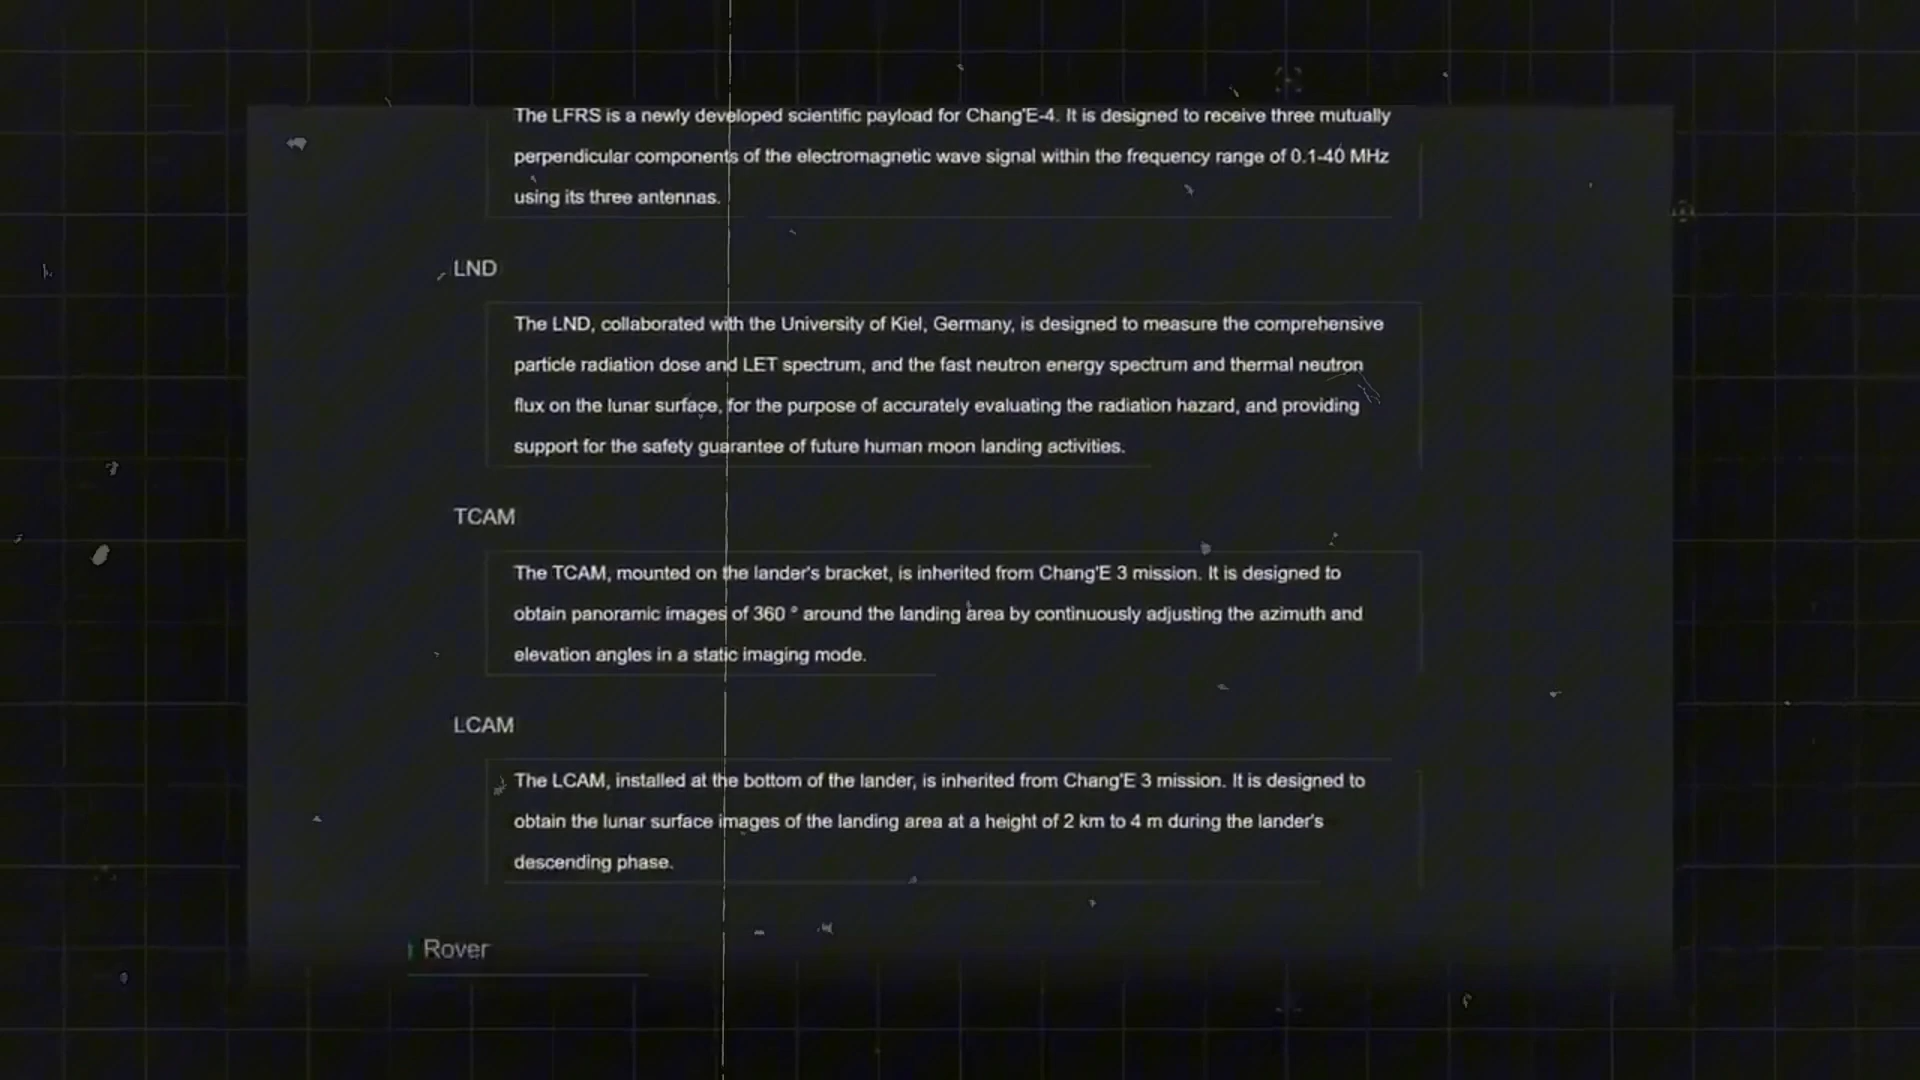 The LFRS is a newly developed scientific payload for Chang'E-4. It is designed to receive three mutually
perpendicular components of the electromagnetic wave signal within the frequency range of 0.1-40 MHz
using its three antennas.
LND
The LND, collaborated with the University of Kiel, Germany, is designed to measure the comprehensive
particle radiation dose and LET spectrum, and the fast neutron energy spectrum and thermal neutron
flux on the lunar surface, for the purpose of accurately evaluating the radiation hazard, and providing
support for the safety guarantee of future human moon landing activities.
TCAM
The TCAM, mounted on the lander's bracket, is inherited from Chang'E 3 mission. It is designed to
obtain panoramic images of 360 ° around the landing area by continuously adjusting the azimuth and
elevation angles in a static imaging mode.
LCAM
The LCAM, installed at the bottom of the lander, is inherited from Chang'E 3 mission. It is designed to
obtain the lunar surface images of the landing area at a height of 2 km to 4 m during the lander's
descending phase.
Rover